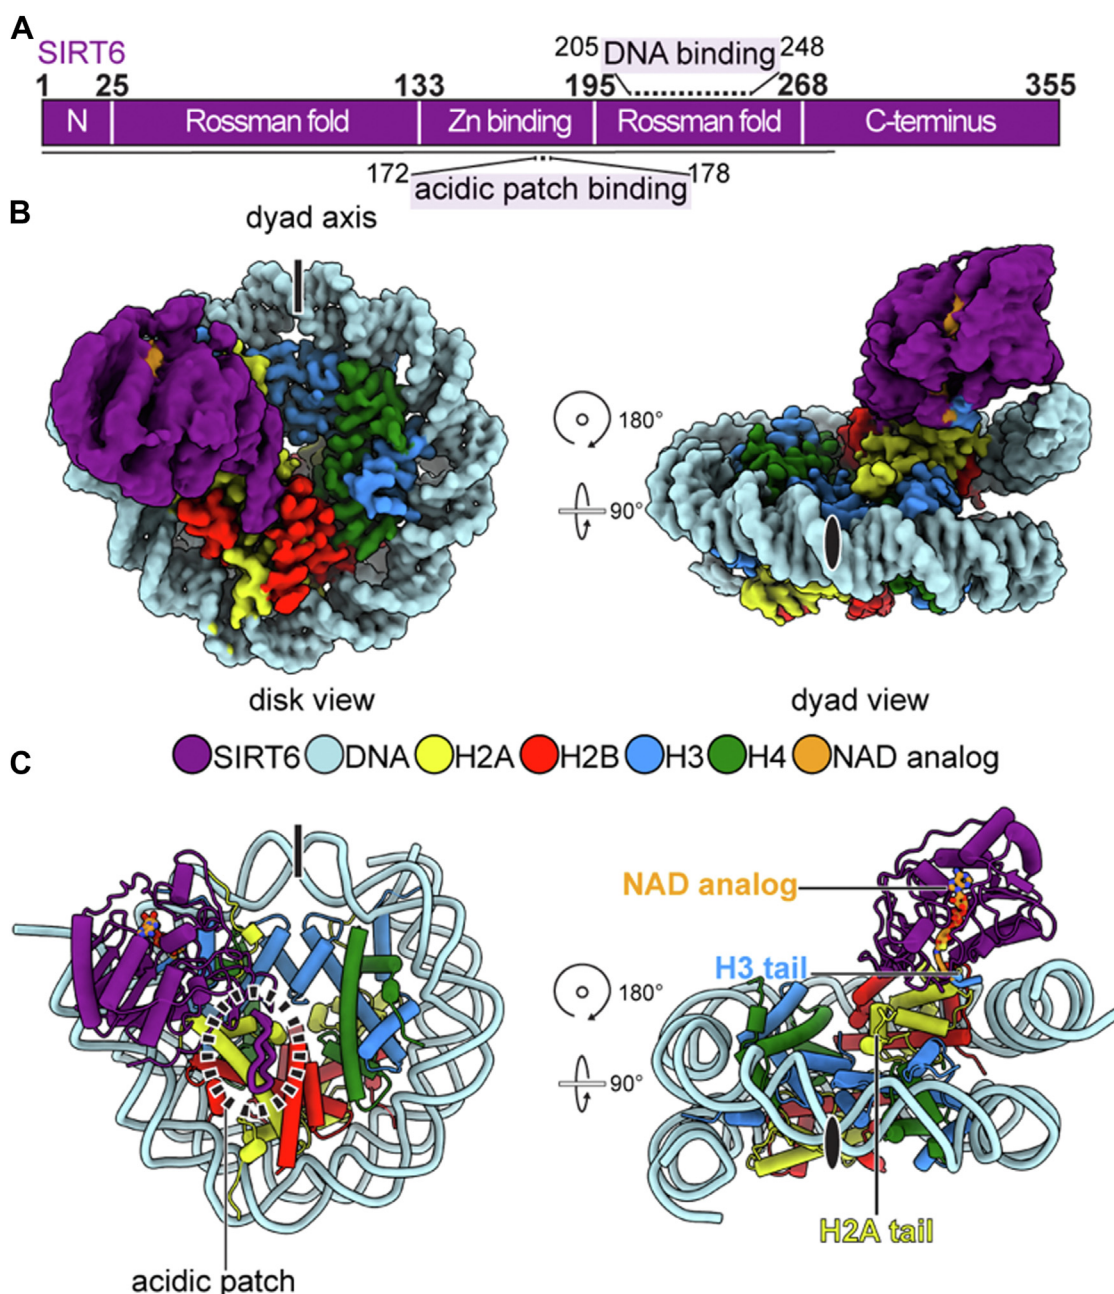 A
SIRT6
205 DNA binding 248
1 25 133 195 268 355
N Rossman fold Zn binding Rossman fold C-terminus
172 acidic patch binding 178
B
dyad axis
180°
90°
disk view dyad view
SIRT6 DNA H2A H2B H3 H4 NAD analog
C
NAD analog
H3 tail
180°
90°
H2A tail
acidic patch